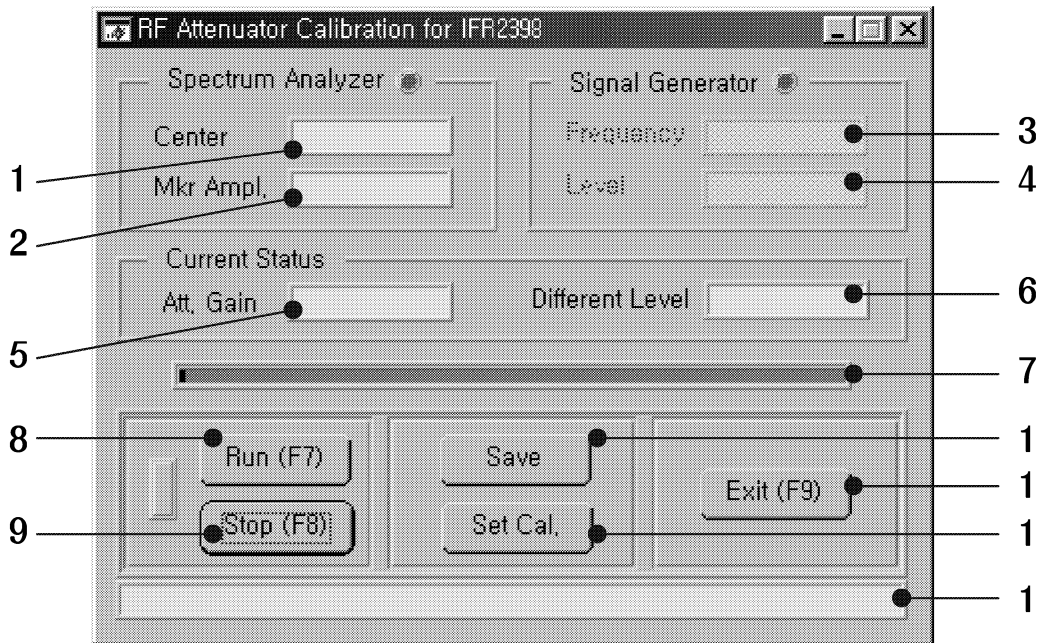 RF Attenuator Calibration for IFR2398
Spectrum Analyzer
Signal Generator
Center
Frequency
3
1
Mkr Ampl.
Level
4
2
Current Status
Att. Gain
Different Level
6
5
7
8
Run (F7)
Save
1
Exit (F9)
1
9
Stop (F8)
Set Cal.
1
1